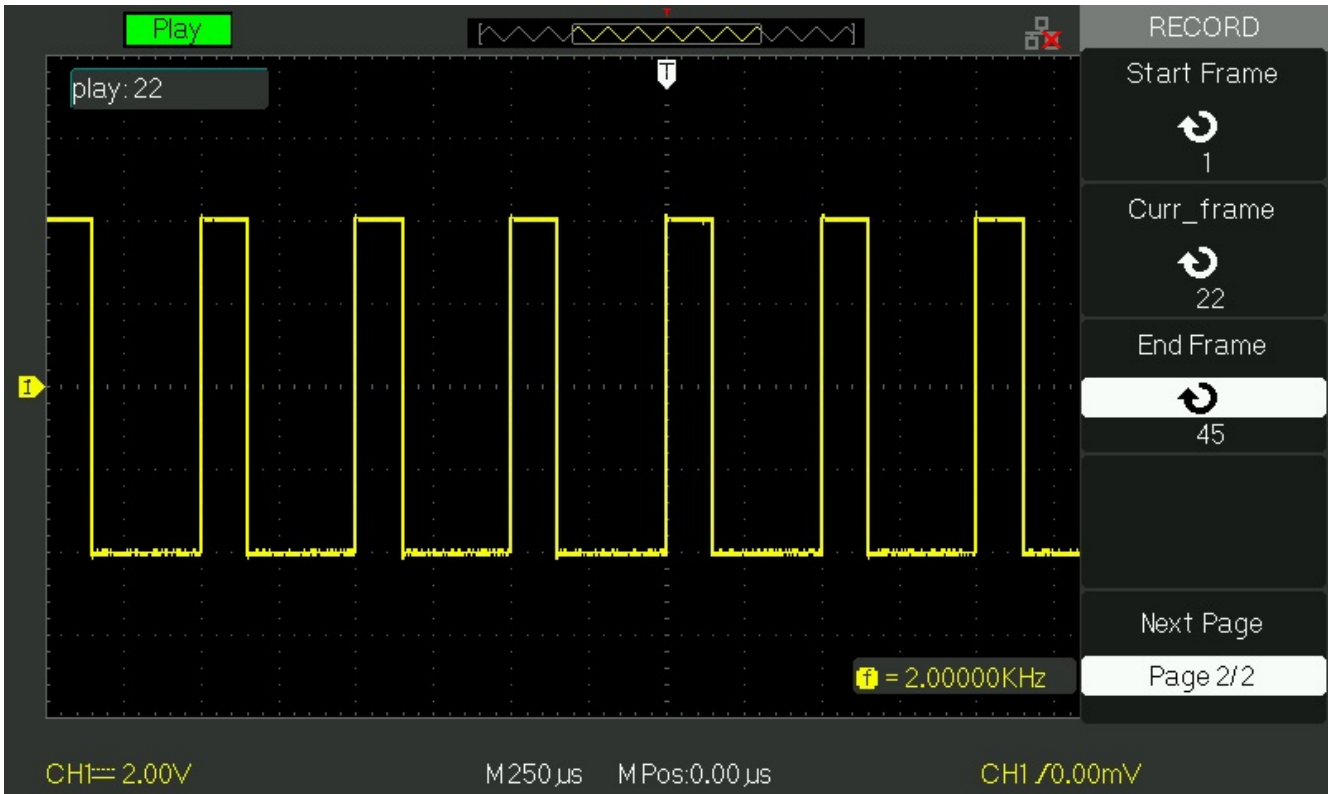 Play
T
RECORD
play: 22
T
Start Frame
1
Curr_frame
22
End Frame
45
1
Next Page
Page 2/2
f = 2.00000KHz
CH1 2.00V
M 250 µs
M Pos:0.00 µs
CH1 0.00mV